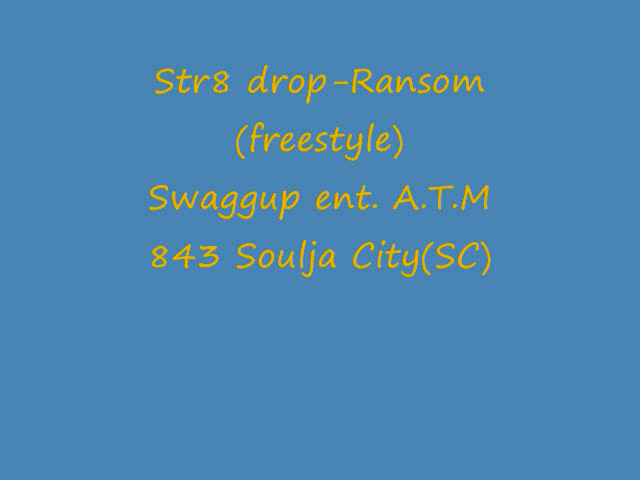 Str8 drop-Ransom
(freestyle)
Swaggup ent. A.T.M
843 Soulja City(SC)